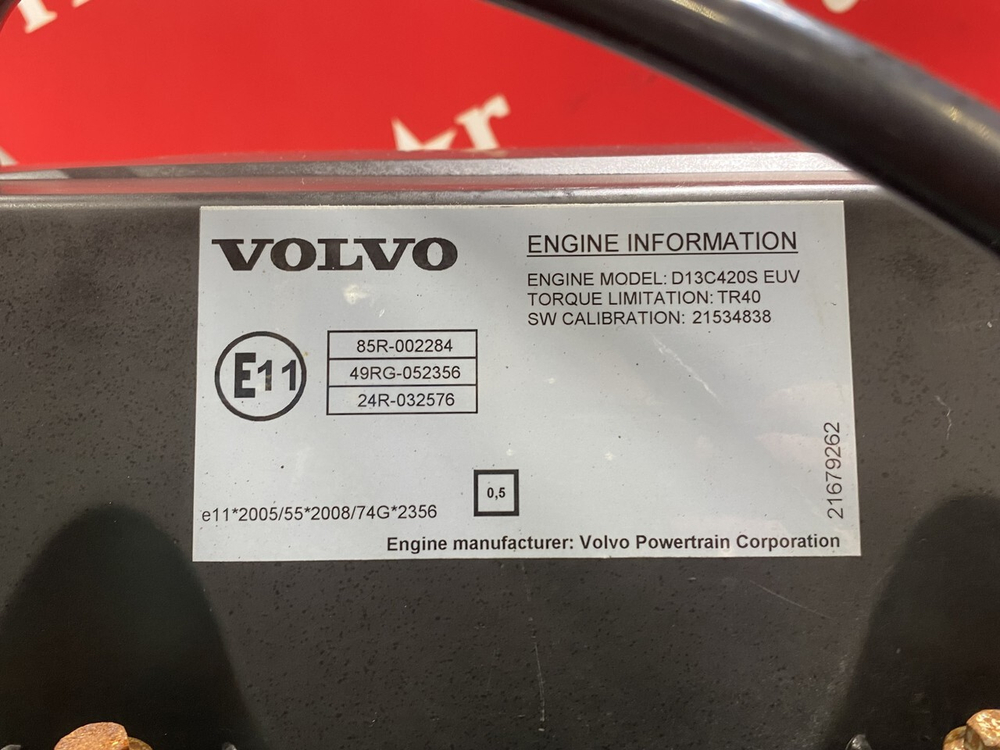 VOLVO
ENGINE INFORMATION
ENGINE MODEL: D13C420S EUV
TORQUE LIMITATION: TR40
SW CALIBRATION: 21534838
E11
85R-002284
49RG-052356
24R-032576
0,5
e11*2005/55*2008/74G*2356
21679262
Engine manufacturer: Volvo Powertrain Corporation